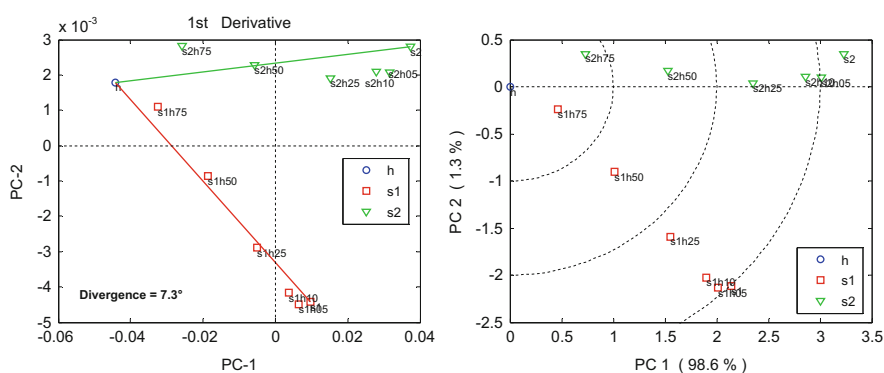 1st Derivative
x 10⁻³
3
2
1
0
-1
-2
-3
-4
-5
PC-2
-0.06
-0.04
-0.02
0
0.02
0.04
PC-1
s2h75
s2h50
s2
s2h25
s2h10
s2h05
h
s1h75
s1h50
s1h25
s1h10
s1
s1h05
h
s1
s2
Divergence = 7.3°
0.5
0
-0.5
-1
-1.5
-2
-2.5
PC 2 ( 1.3 % )
0
0.5
1
1.5
2
2.5
3
3.5
PC 1 ( 98.6 % )
s2h75
s2h50
s2h25
s2h10
s2h05
s2
h
s1h75
s1h50
s1h25
s1h10
s1
s1h05
h
s1
s2